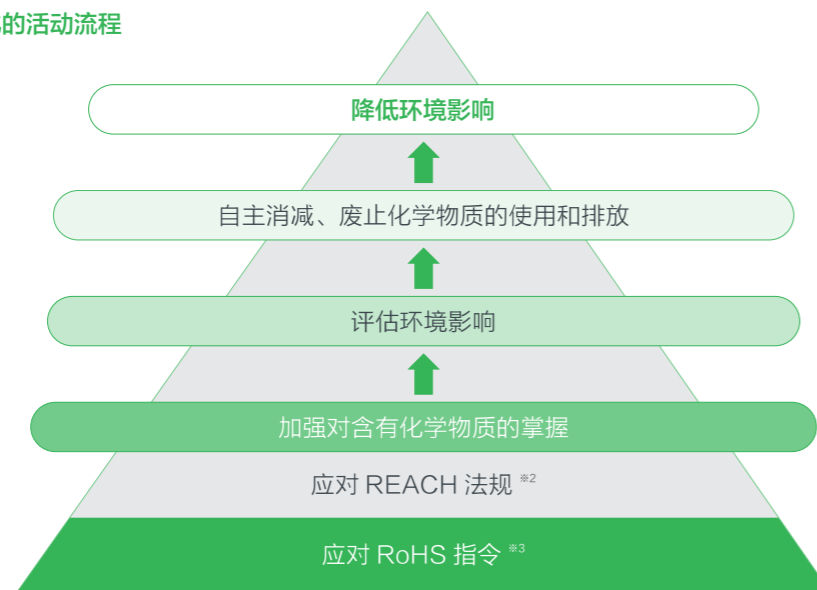 的活动流程
降低环境影响
自主消减、废止化学物质的使用和排放
评估环境影响
加强对含有化学物质的掌握
应对 REACH 法规 ※2
应对 RoHS 指令 ※3